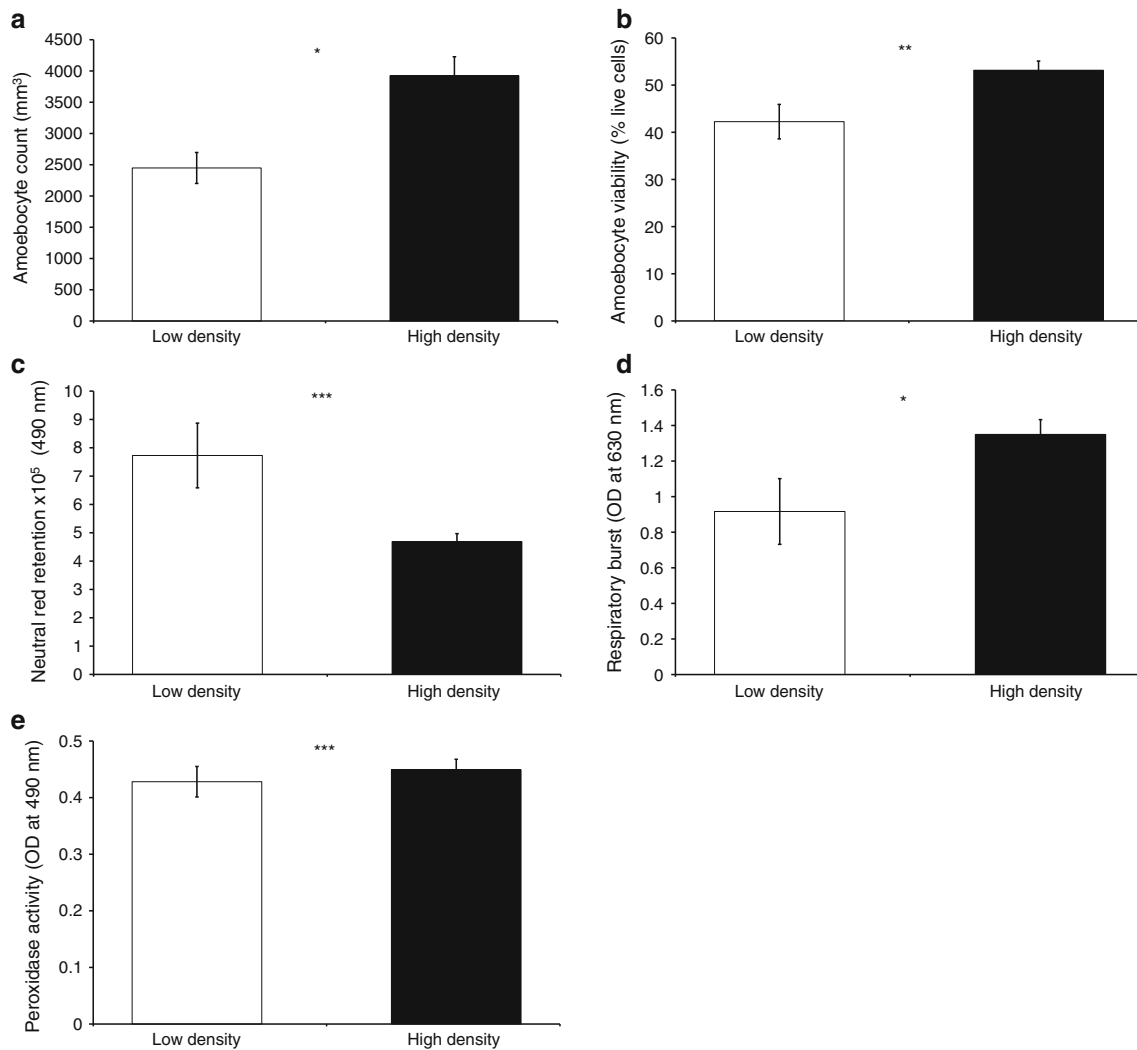 a
Amoebocyte count (mm³)
4500
4000
3500
3000
2500
2000
1500
1000
500
0
*
Low density
High density
b
Amoebocyte viability (% live cells)
60
50
40
30
20
10
0
**
Low density
High density
c
Neutral red retention x10⁵ (490 nm)
10
9
8
7
6
5
4
3
2
1
0
***
Low density
High density
d
Respiratory burst (OD at 630 nm)
1.6
1.4
1.2
1
0.8
0.6
0.4
0.2
0
*
Low density
High density
e
Peroxidase activity (OD at 490 nm)
0.5
0.4
0.3
0.2
0.1
0
***
Low density
High density